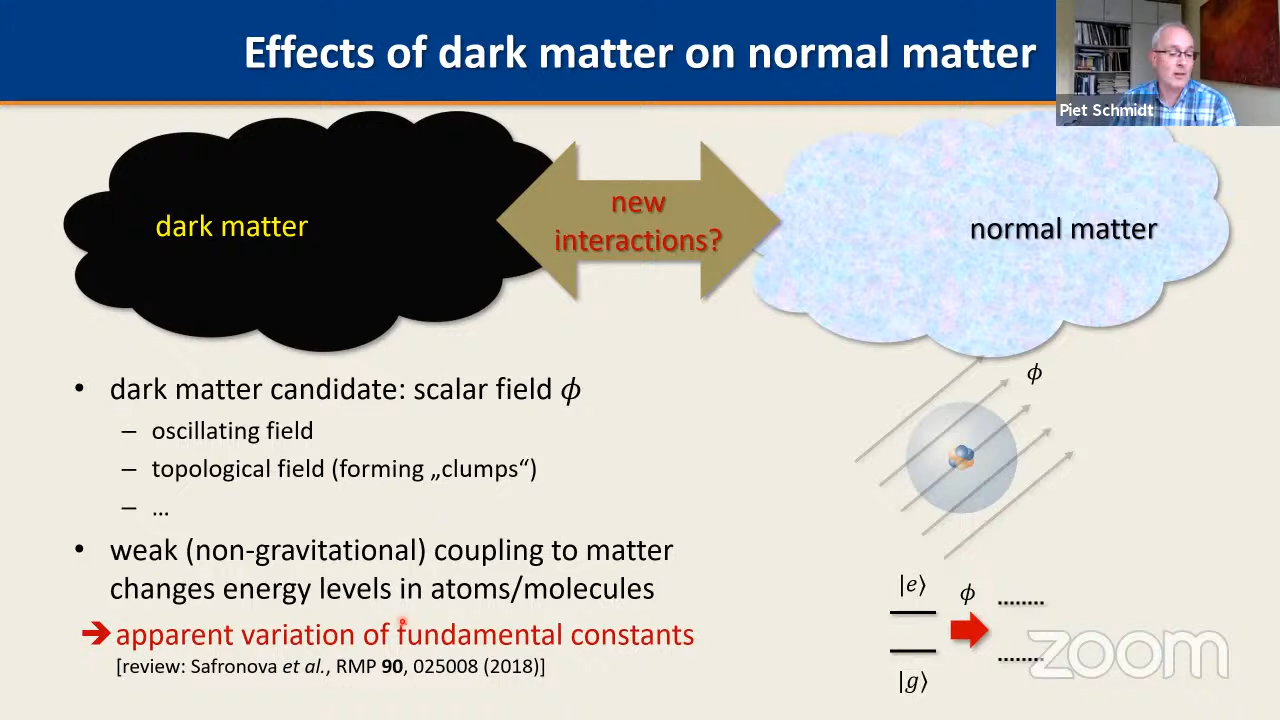 Effects of dark matter on normal matter
Piet Schmidt
dark matter
new
interactions?
normal matter
• dark matter candidate: scalar field ϕ
– oscillating field
– topological field (forming „clumps“)
– …
• weak (non-gravitational) coupling to matter
changes energy levels in atoms/molecules
➔ apparent variation of fundamental constants
[review: Safronova et al., RMP 90, 025008 (2018)]
ϕ
|e⟩
ϕ
|g⟩
zoom